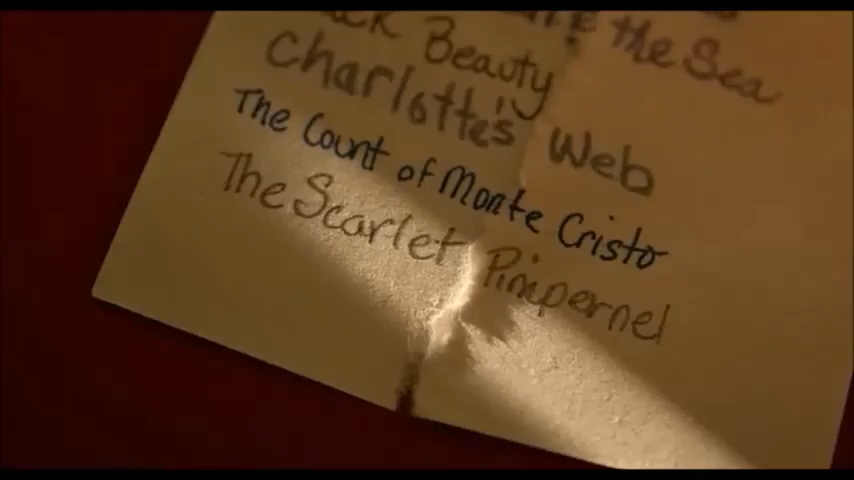 the Sea
Beauty
Charlotte's Web
The Count of Monte Cristo
The Scarlet Pimpernel